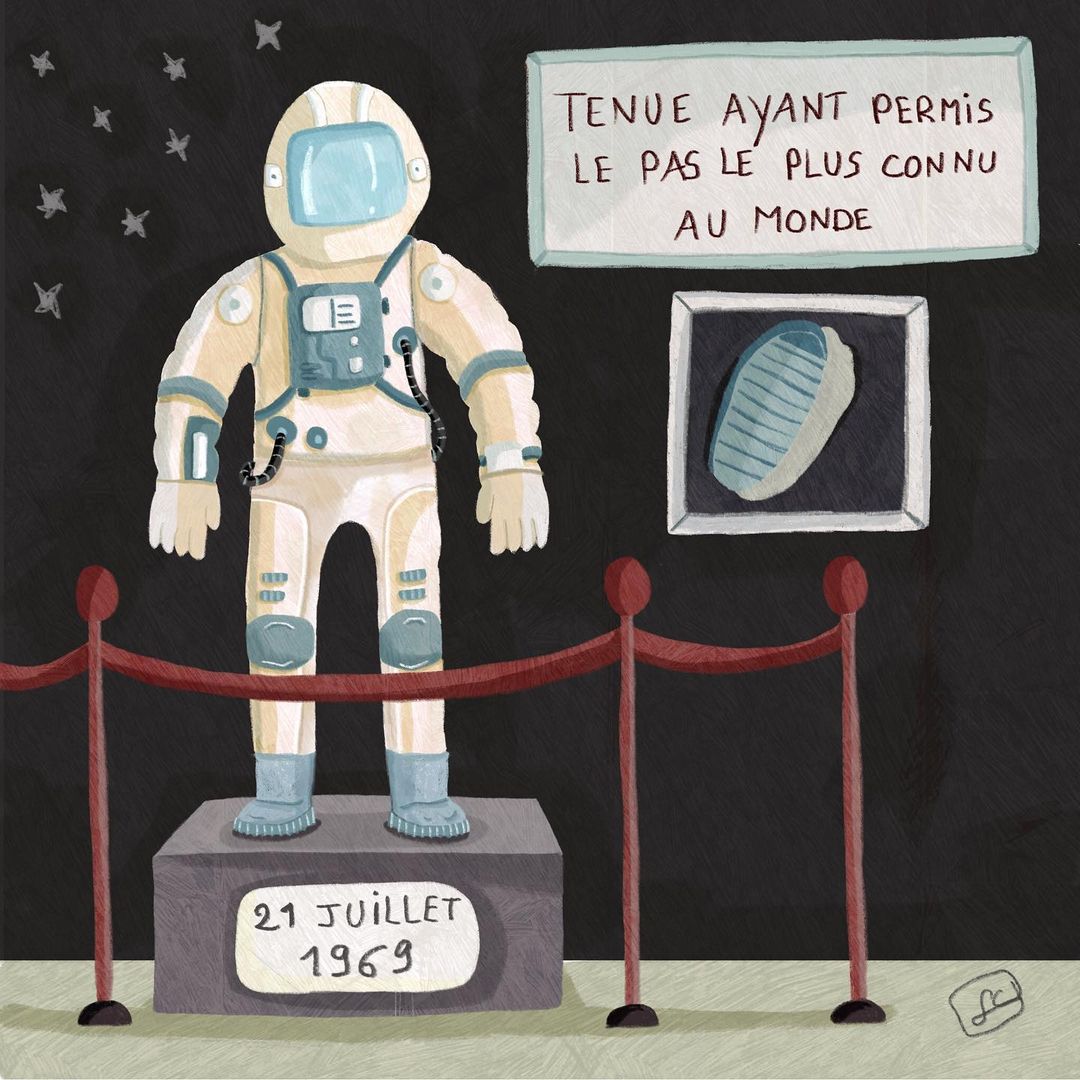 TENUE AYANT PERMIS
LE PAS LE PLUS CONNU
AU MONDE
21 JUILLET
1969